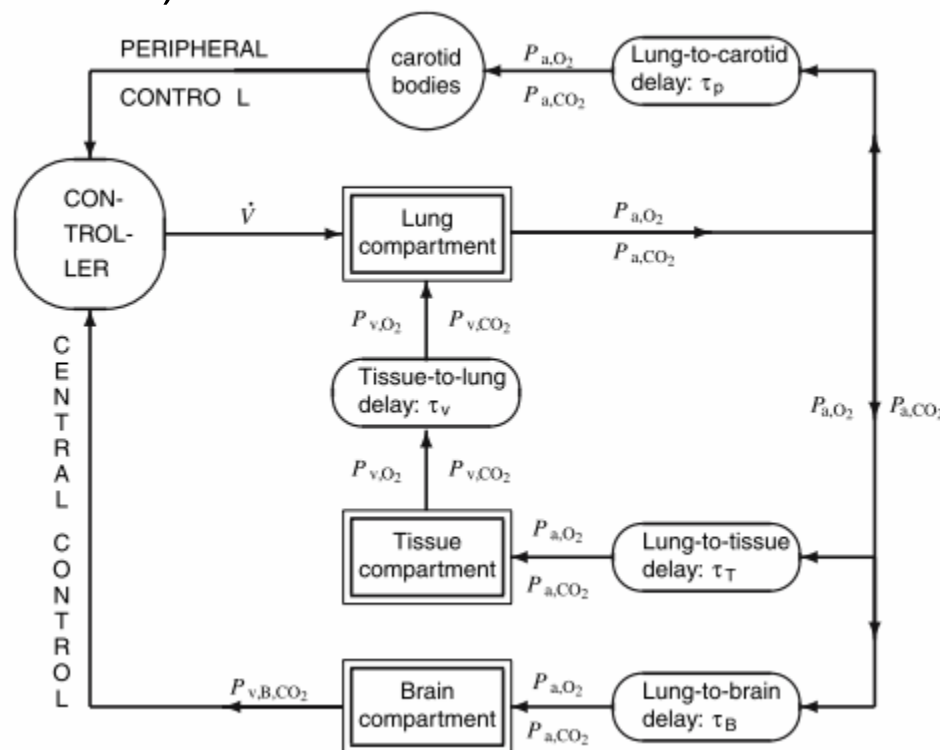 PERIPHERAL
CONTRO L
carotid
bodies
P a,O2
P a,CO2
Lung-to-carotid
delay: τp
CON-
TROL-
LER
V̇
Lung
compartment
P a,O2
P a,CO2
P v,O2 P v,CO2
Tissue-to-lung
delay: τv
P a,O2 P a,CO2
P v,O2 P v,CO2
Tissue
compartment
P a,O2
P a,CO2
Lung-to-tissue
delay: τT
CENTRAL CONTROL
P v,B,CO2
Brain
compartment
P a,O2
P a,CO2
Lung-to-brain
delay: τB